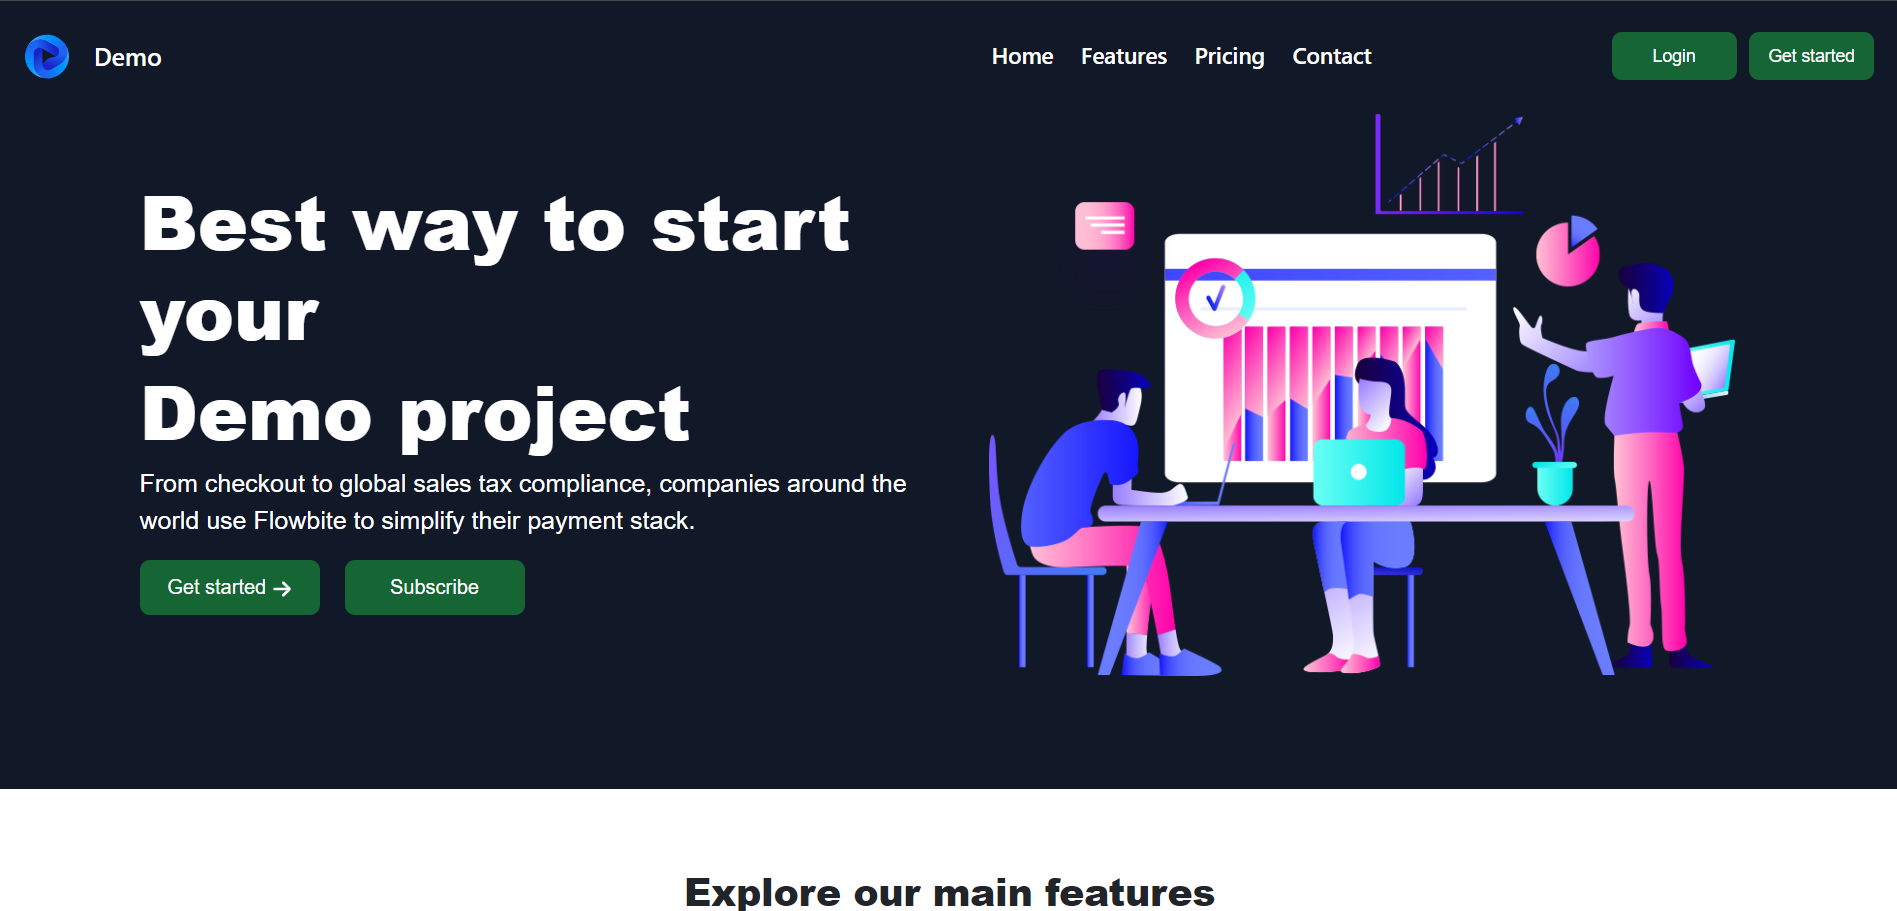 Demo
Home
Features
Pricing
Contact
Login
Get started
Best way to start
your
Demo project
From checkout to global sales tax compliance, companies around the
world use Flowbite to simplify their payment stack.
Get started →
Subscribe
Explore our main features